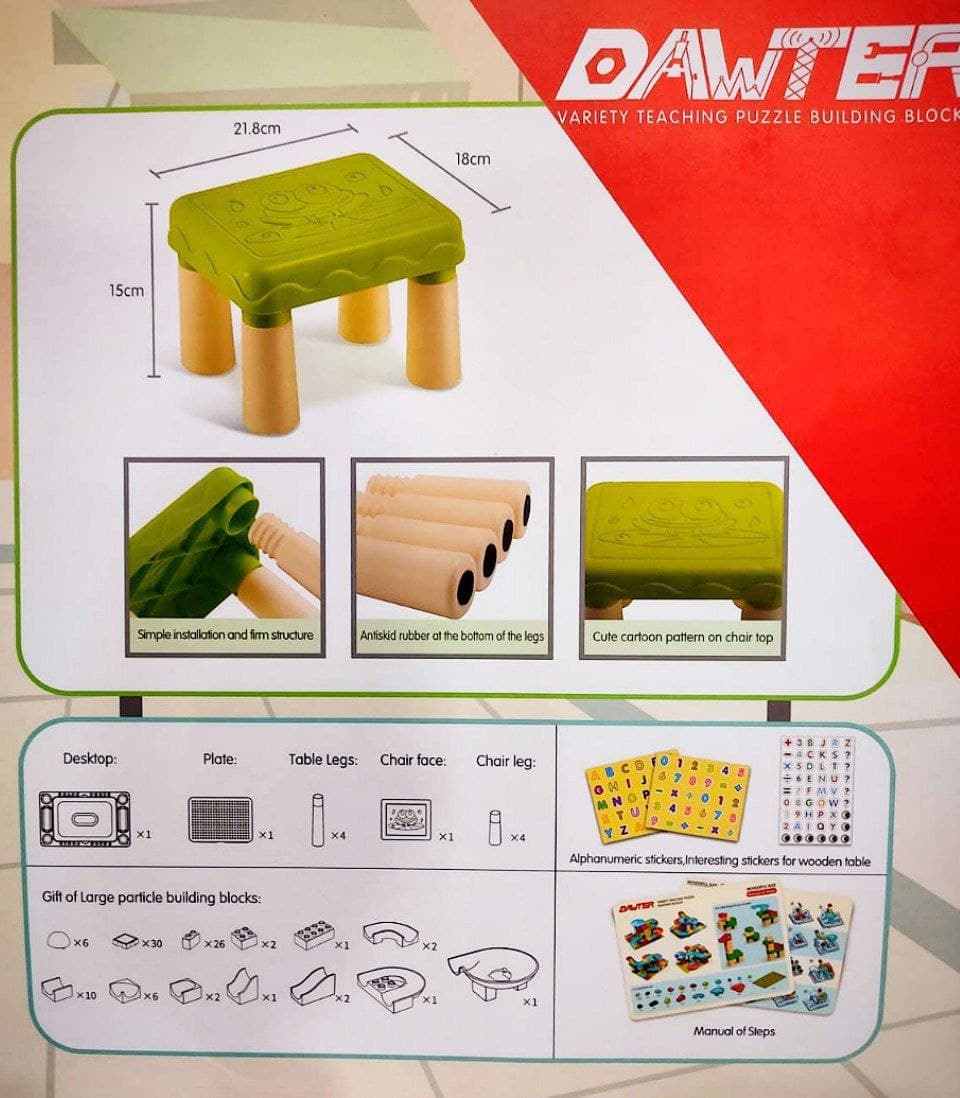 DAWTER
VARIETY TEACHING PUZZLE BUILDING BLOCK
21.8cm
18cm
15cm
Simple installation and firm structure
Antiskid rubber at the bottom of the legs
Cute cartoon pattern on chair top
Desktop:
Plate:
Table Legs:
Chair face:
Chair leg:
x1
x1
x4
x1
x4
Alphanumeric stickers,Interesting stickers for wooden table
Gift of Large particle building blocks:
x6
x30
x26
x2
x1
x2
x10
x6
x2
x1
x2
x1
x1
DAWTER
Manual of Steps